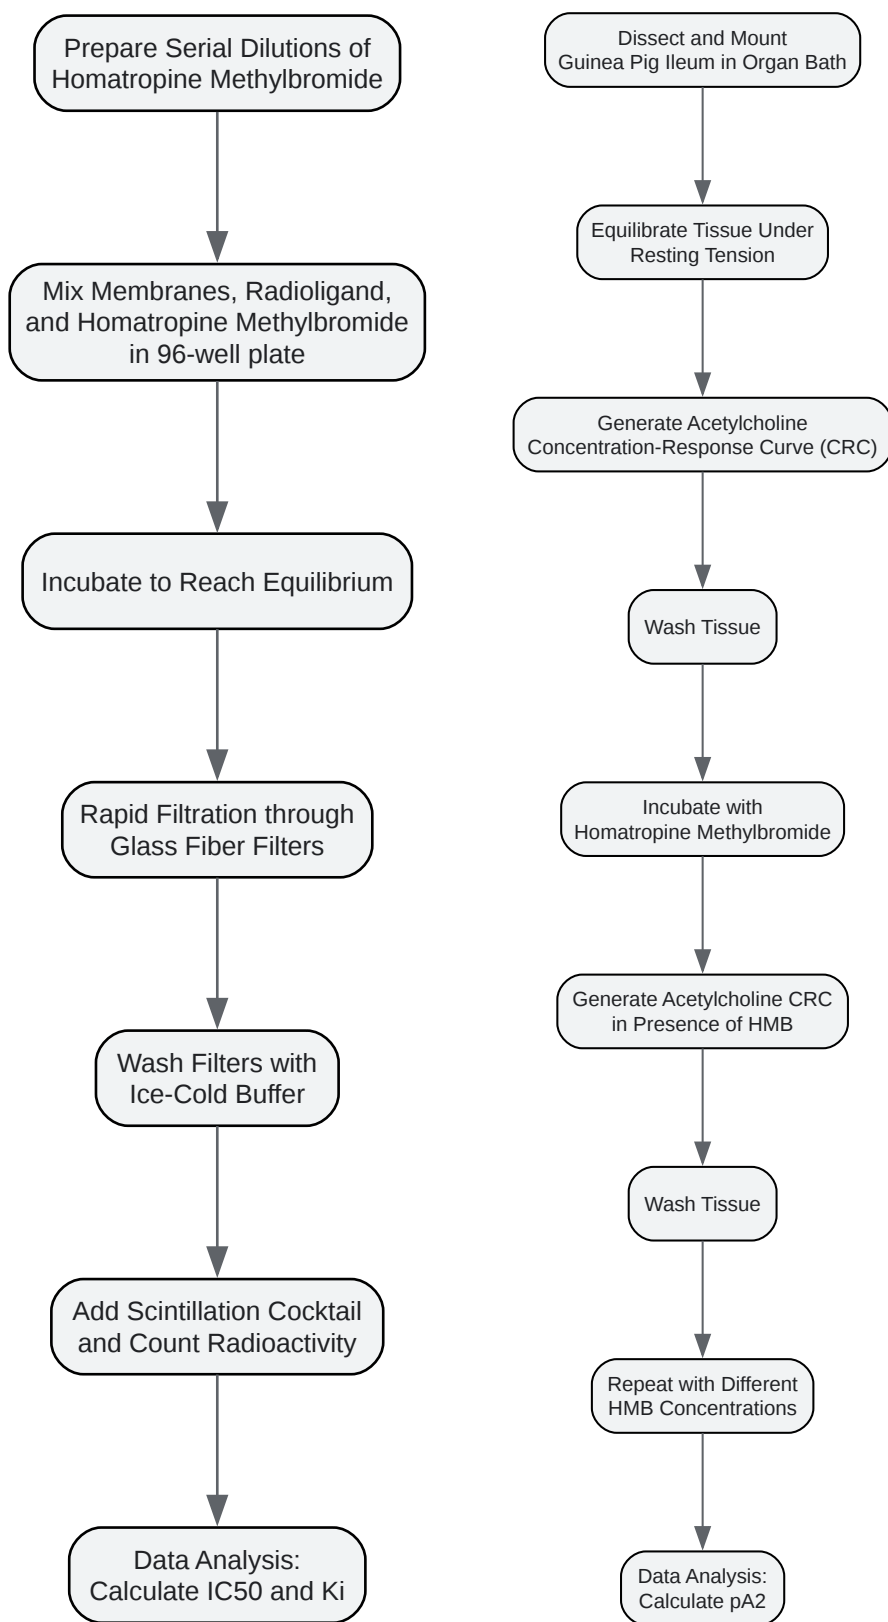 Prepare Serial Dilutions of
Homatropine Methylbromide
Mix Membranes, Radioligand,
and Homatropine Methylbromide
in 96-well plate
Incubate to Reach Equilibrium
Rapid Filtration through
Glass Fiber Filters
Wash Filters with
Ice-Cold Buffer
Add Scintillation Cocktail
and Count Radioactivity
Data Analysis:
Calculate IC50 and Ki
Dissect and Mount
Guinea Pig Ileum in Organ Bath
Equilibrate Tissue Under
Resting Tension
Generate Acetylcholine
Concentration-Response Curve (CRC)
Wash Tissue
Incubate with
Homatropine Methylbromide
Generate Acetylcholine CRC
in Presence of HMB
Wash Tissue
Repeat with Different
HMB Concentrations
Data Analysis:
Calculate pA2